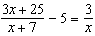 (3x + 25)/(x + 7) − 5 = 3/x